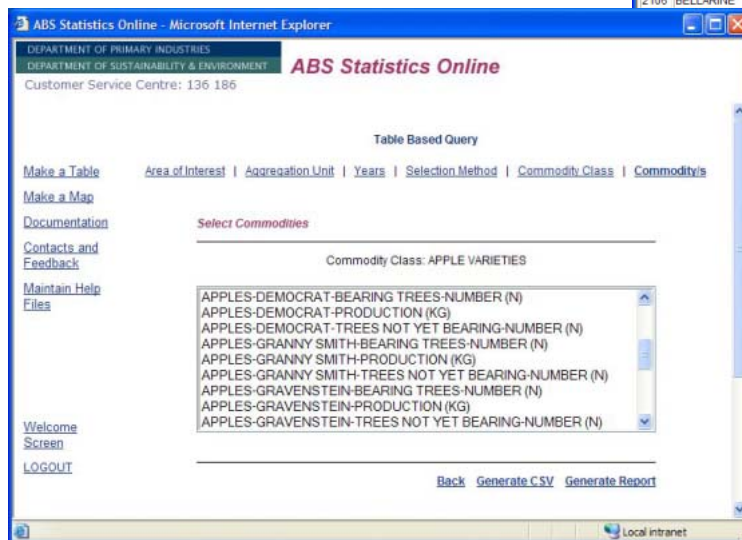 2106 BELLARINE
ABS Statistics Online - Microsoft Internet Explorer
DEPARTMENT OF PRIMARY INDUSTRIES
DEPARTMENT OF SUSTAINABILITY & ENVIRONMENT
ABS Statistics Online
Customer Service Centre: 136 186
Table Based Query
Area of Interest | Aggregation Unit | Years | Selection Method | Commodity Class | Commodity/s
Make a Table
Make a Map
Documentation
Contacts and
Feedback
Maintain Help
Files
Welcome
Screen
LOGOUT
Select Commodities
Commodity Class: APPLE VARIETIES
APPLES-DEMOCRAT-BEARING TREES-NUMBER (N)
APPLES-DEMOCRAT-PRODUCTION (KG)
APPLES-DEMOCRAT-TREES NOT YET BEARING-NUMBER (N)
APPLES-GRANNY SMITH-BEARING TREES-NUMBER (N)
APPLES-GRANNY SMITH-PRODUCTION (KG)
APPLES-GRANNY SMITH-TREES NOT YET BEARING-NUMBER (N)
APPLES-GRAVENSTEIN-BEARING TREES-NUMBER (N)
APPLES-GRAVENSTEIN-PRODUCTION (KG)
APPLES-GRAVENSTEIN-TREES NOT YET BEARING-NUMBER (N)
Back Generate CSV Generate Report
Local intranet